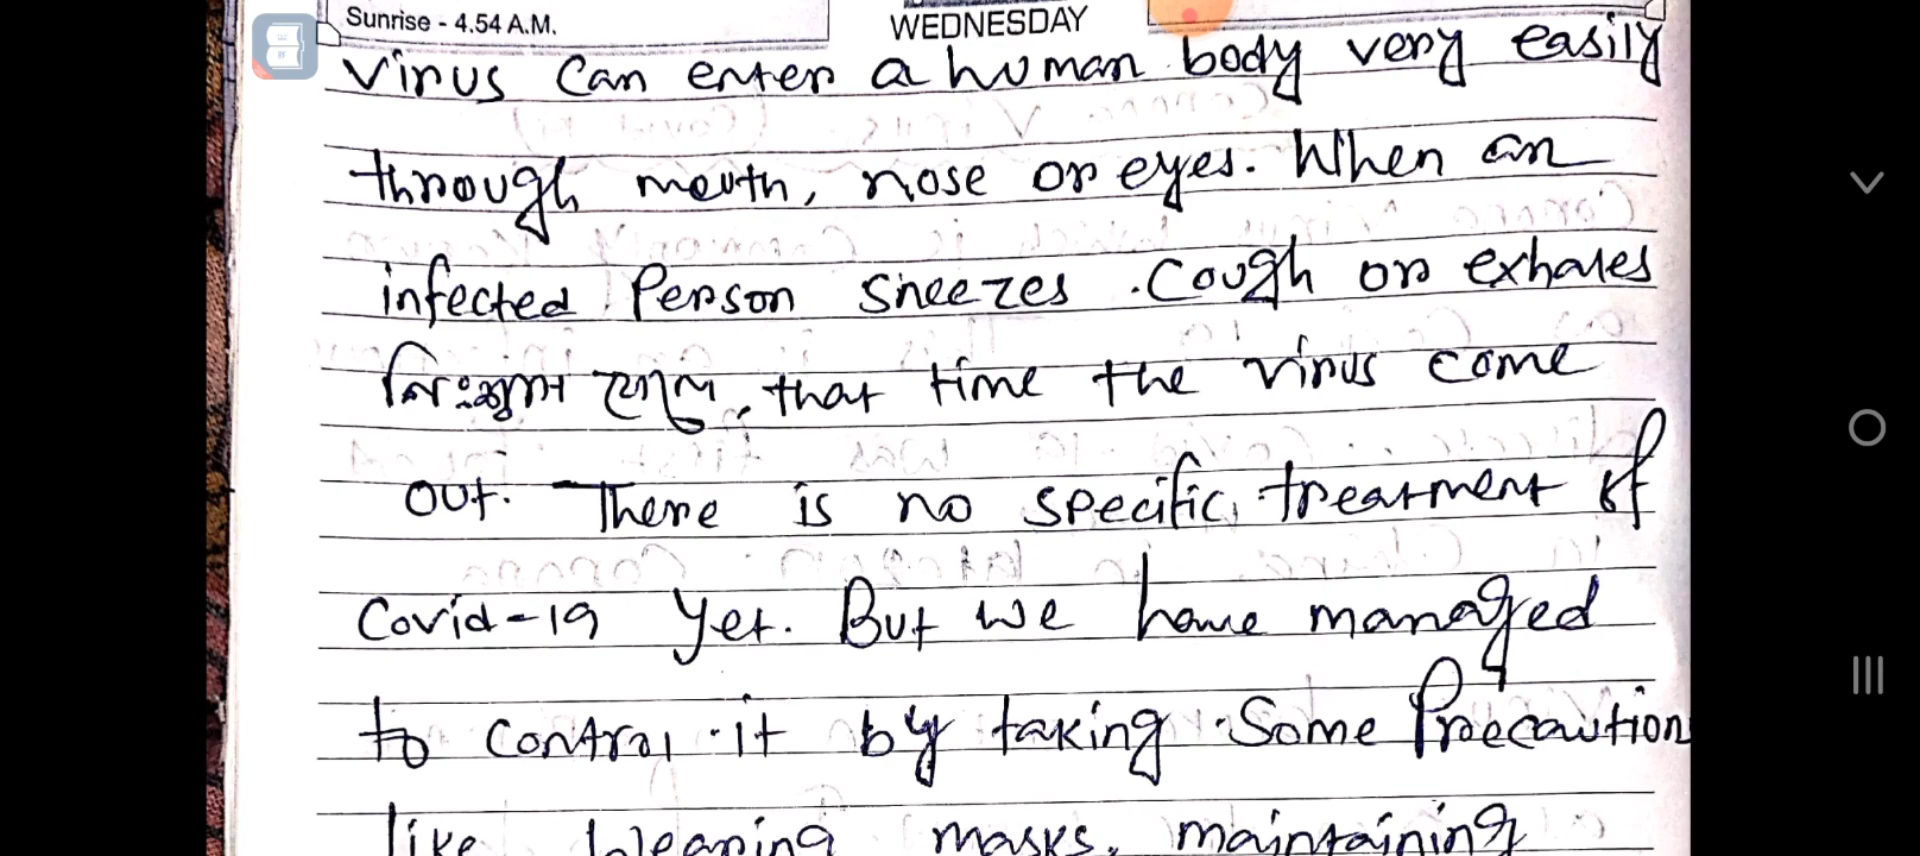 Sunrise - 4.54 A.M.
WEDNESDAY
Virus Can enter a human body very easily
through mouth, nose or eyes. When an
infected Person Sneezes. Cough or exhales
নিঃশ্বাস ফেলে, that time the virus come
out. There is no specific treatment of
Covid-19 Yet. But we have managed
to control it by taking Some Precaution
like wearing masks, maintaining